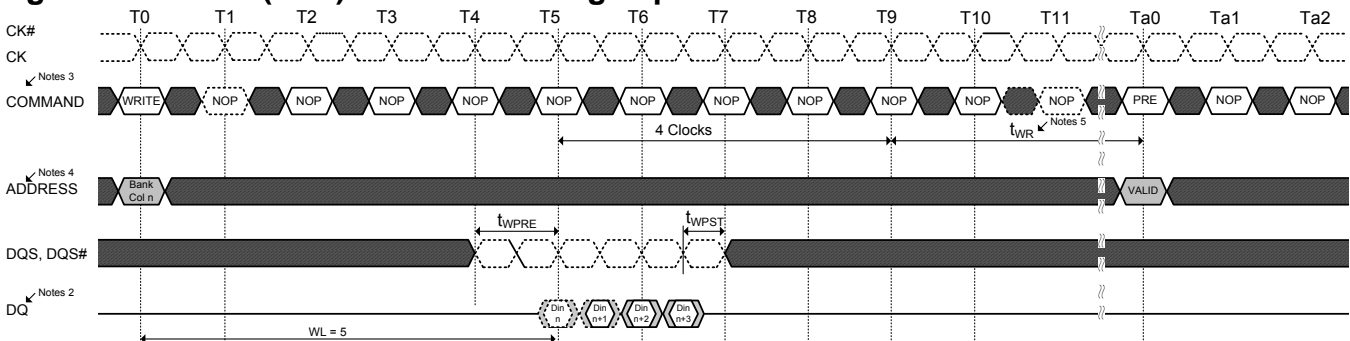 T0 T1 T2 T3 T4 T5 T6 T7 T8 T9 T10 T11 Ta0 Ta1 Ta2
CK#
CK
Notes 3
COMMAND WRITE NOP NOP NOP NOP NOP NOP NOP NOP NOP NOP NOP PRE NOP NOP
4 Clocks tWR Notes 5
Notes 4
ADDRESS Bank Col n VALID
tWPRE tWPST
DQS, DQS#
Notes 2
DQ Din n Din n+1 Din n+2 Din n+3
WL = 5